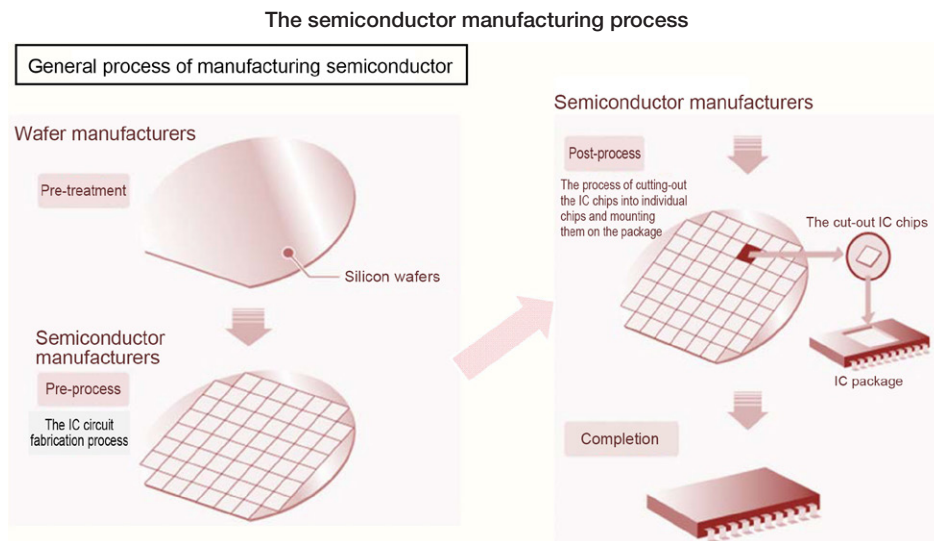 The semiconductor manufacturing process
General process of manufacturing semiconductor
Wafer manufacturers
Pre-treatment
Silicon wafers
Semiconductor
manufacturers
Pre-process
The IC circuit
fabrication process
Semiconductor manufacturers
Post-process
The process of cutting-out
the IC chips into individual
chips and mounting
them on the package
The cut-out IC chips
IC package
Completion